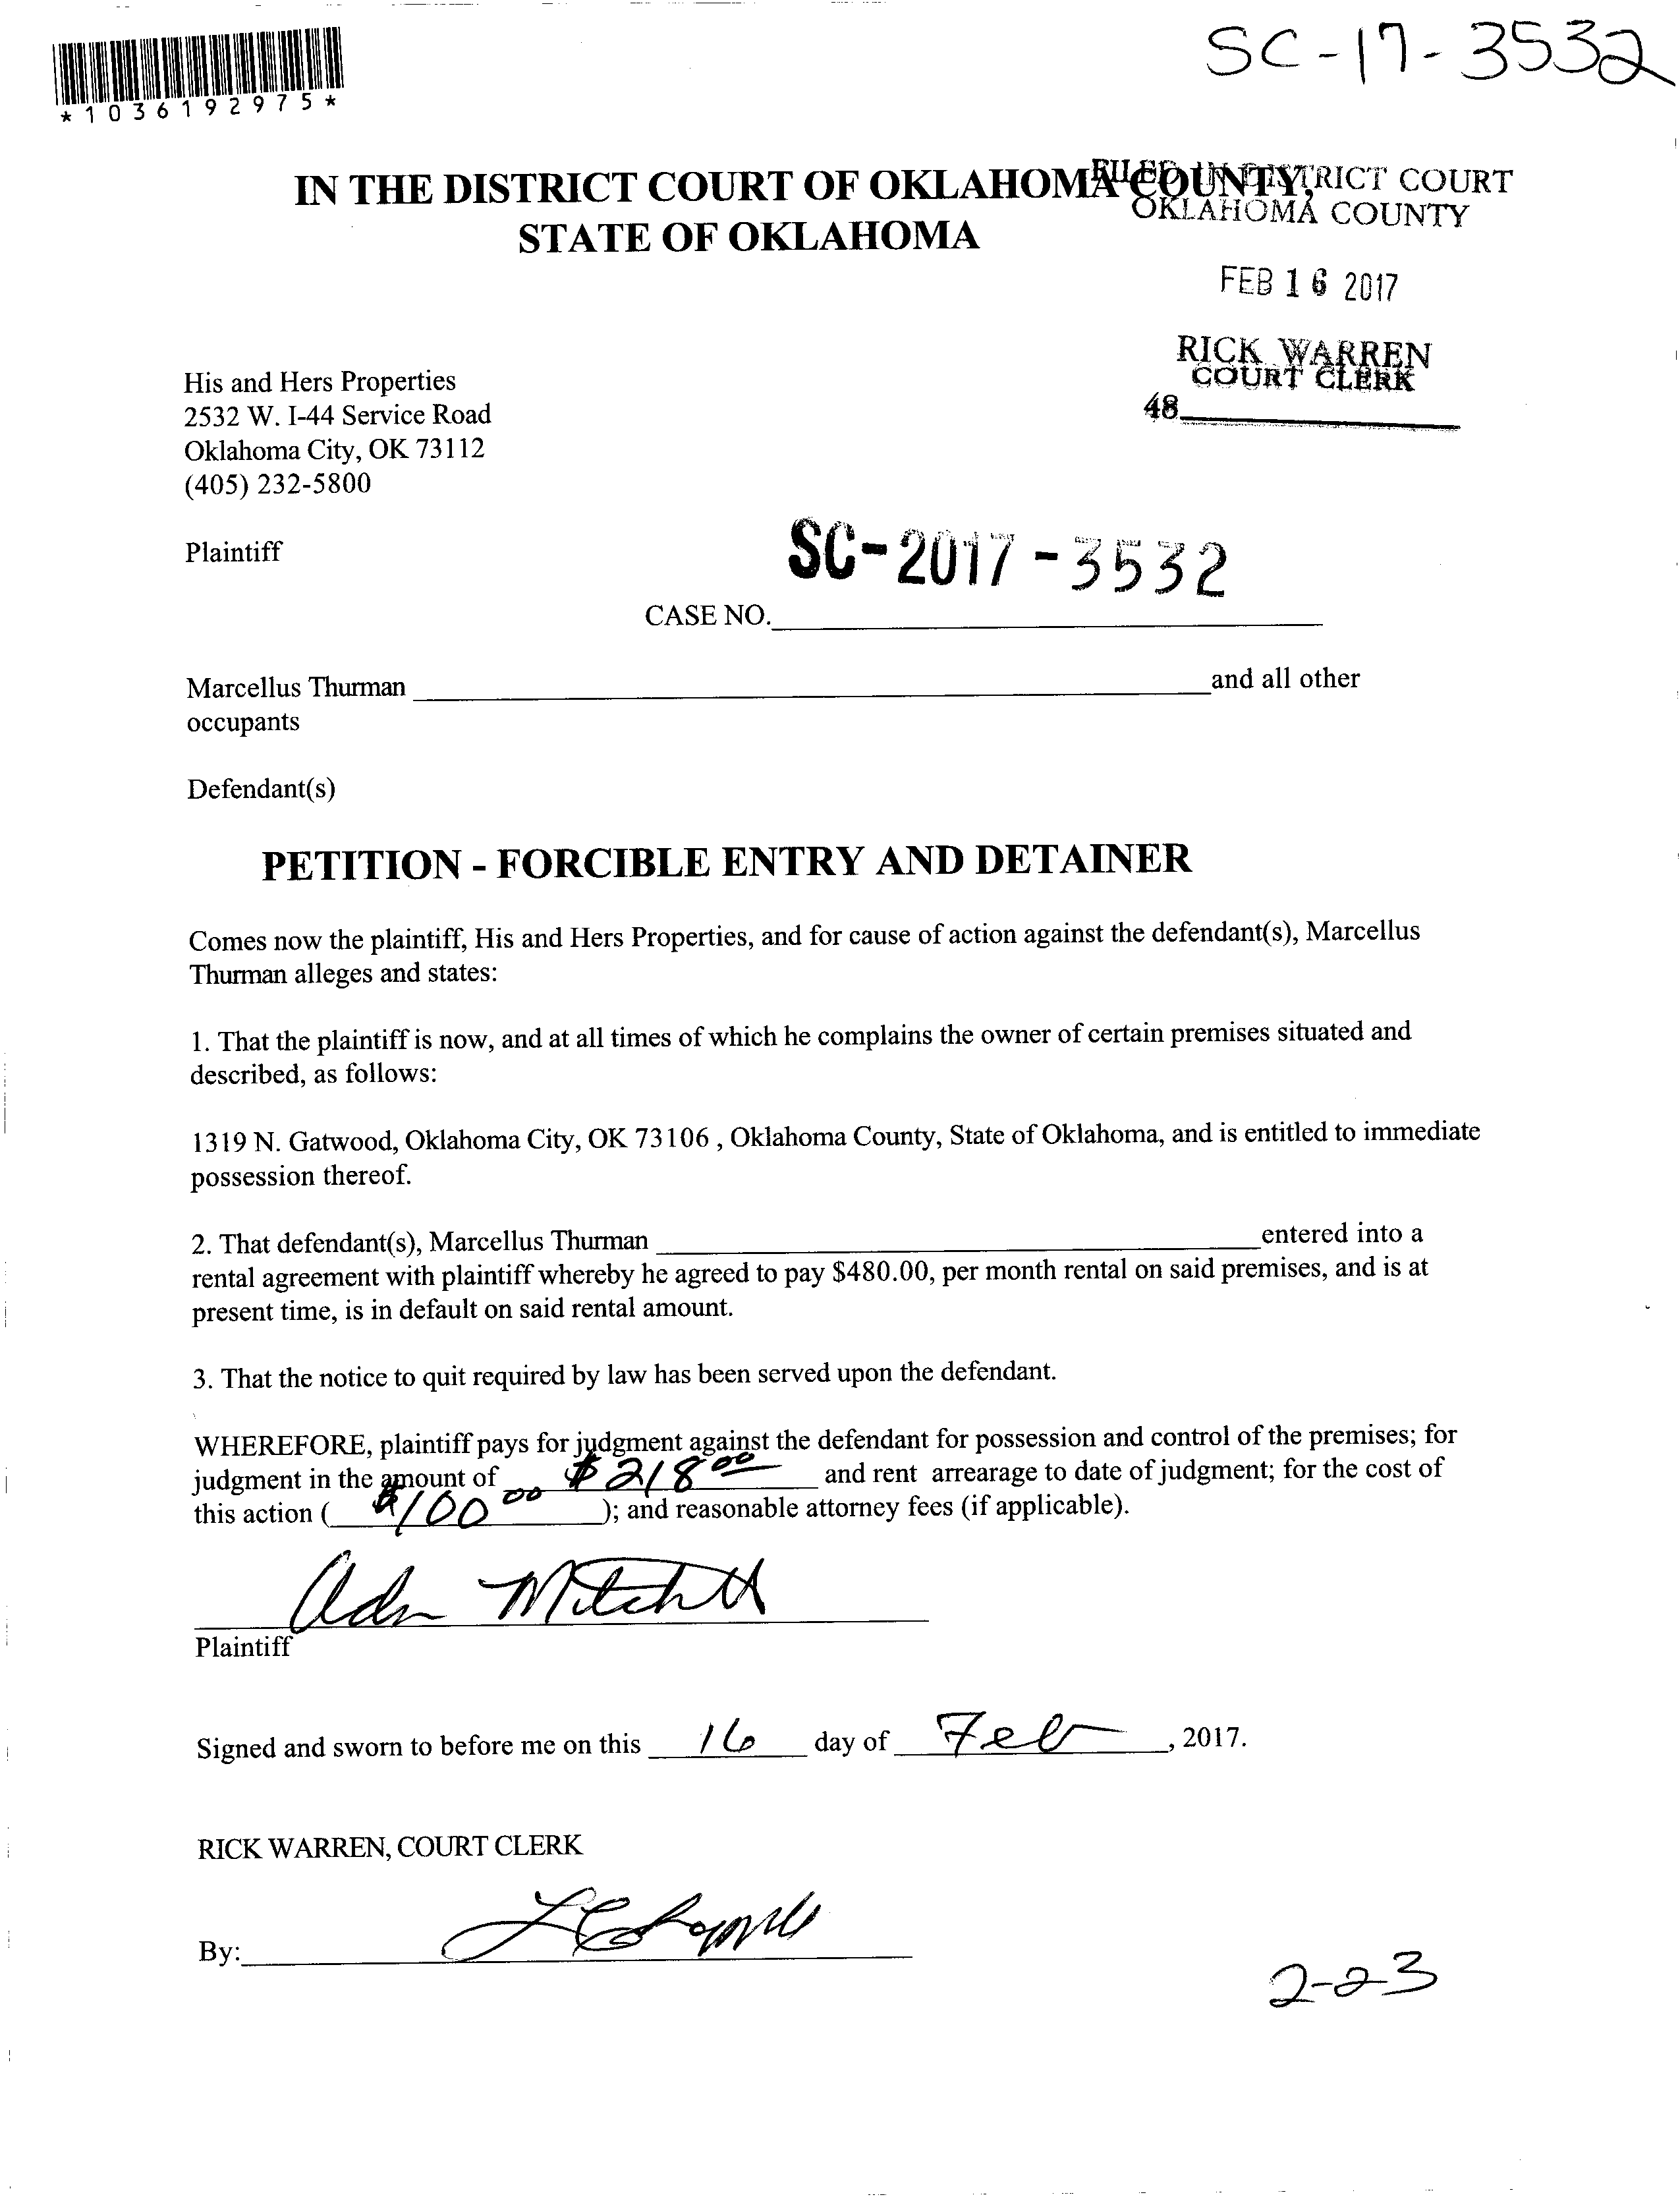 SC-17-3532
*1036192975*
IN THE DISTRICT COURT OF OKLAHOMA COUNTY,
STATE OF OKLAHOMA
FILED IN DISTRICT COURT
OKLAHOMA COUNTY
FEB 16 2017
RICK WARREN
COURT CLERK
48
His and Hers Properties
2532 W. I-44 Service Road
Oklahoma City, OK 73112
(405) 232-5800
Plaintiff
SC-2017-3532
CASE NO.
Marcellus Thurman and all other
occupants
Defendant(s)
PETITION - FORCIBLE ENTRY AND DETAINER
Comes now the plaintiff, His and Hers Properties, and for cause of action against the defendant(s), Marcellus
Thurman alleges and states:
1. That the plaintiff is now, and at all times of which he complains the owner of certain premises situated and
described, as follows:
1319 N. Gatwood, Oklahoma City, OK 73106 , Oklahoma County, State of Oklahoma, and is entitled to immediate
possession thereof.
2. That defendant(s), Marcellus Thurman entered into a
rental agreement with plaintiff whereby he agreed to pay $480.00, per month rental on said premises, and is at
present time, is in default on said rental amount.
3. That the notice to quit required by law has been served upon the defendant.
WHEREFORE, plaintiff pays for judgment against the defendant for possession and control of the premises; for
judgment in the amount of $218 00 and rent arrearage to date of judgment; for the cost of
this action ( $100 00 ); and reasonable attorney fees (if applicable).
Mitchell
Plaintiff
Signed and sworn to before me on this 16 day of Feb , 2017.
RICK WARREN, COURT CLERK
By:
2-23